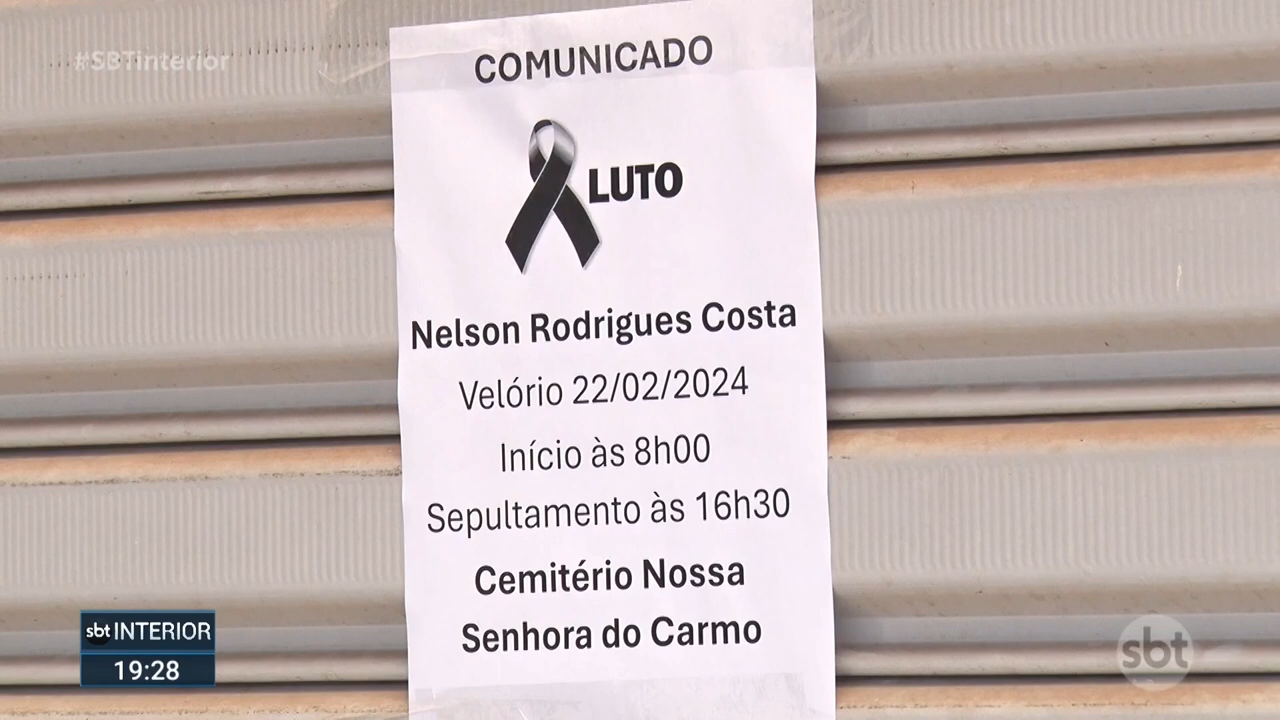 #SBTinterior
COMUNICADO
LUTO
Nelson Rodrigues Costa
Velório 22/02/2024
Início às 8h00
Sepultamento às 16h30
Cemitério Nossa
Senhora do Carmo
sbt INTERIOR
19:28
sbt